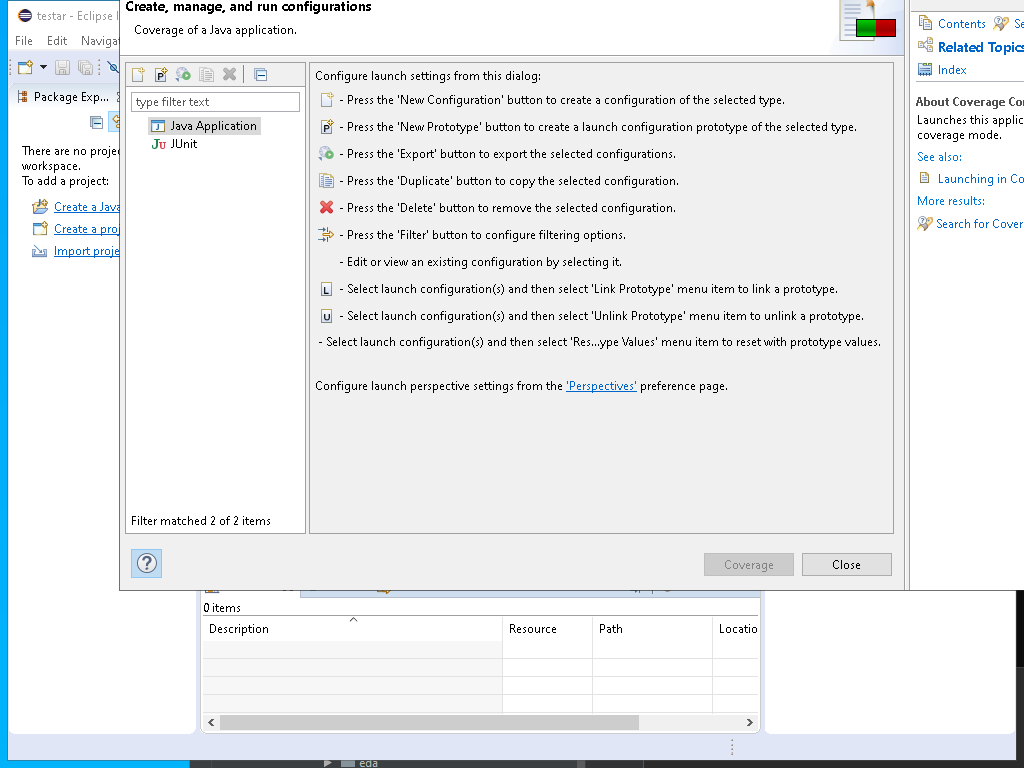 testar - Eclipse
File Edit
Package Exp...
There are no
workspace.
To add a project:
Create a
Create a
Import
Create, manage, and run configurations
Coverage of a Java application.
type filter text
Java Application
JUnit
Filter matched 2 of 2 items
Configure launch settings from this dialog:
- Press the 'New Configuration' button to create a configuration of the selected type.
- Press the 'New Prototype' button to create a launch configuration prototype of the selected type.
- Press the 'Export' button to export the selected configurations.
- Press the 'Duplicate' button to copy the selected configuration.
- Press the 'Delete' button to remove the selected configuration.
- Press the 'Filter' button to configure filtering options.
- Edit or view an existing configuration by selecting it.
L - Select launch configuration(s) and then select 'Link Prototype' menu item to link a prototype.
U - Select launch configuration(s) and then select 'Unlink Prototype' menu item to unlink a prototype.
- Select launch configuration(s) and then select 'Res...ype Values' menu item to reset with prototype values.
Configure launch perspective settings from the 'Perspectives' preference page.
Coverage Close
Contents
Related Topics
Index
About Coverage
Launches this
coverage mode.
See also:
Launching in
More results:
Search for
0 items
Description Resource Path Locatio
eda